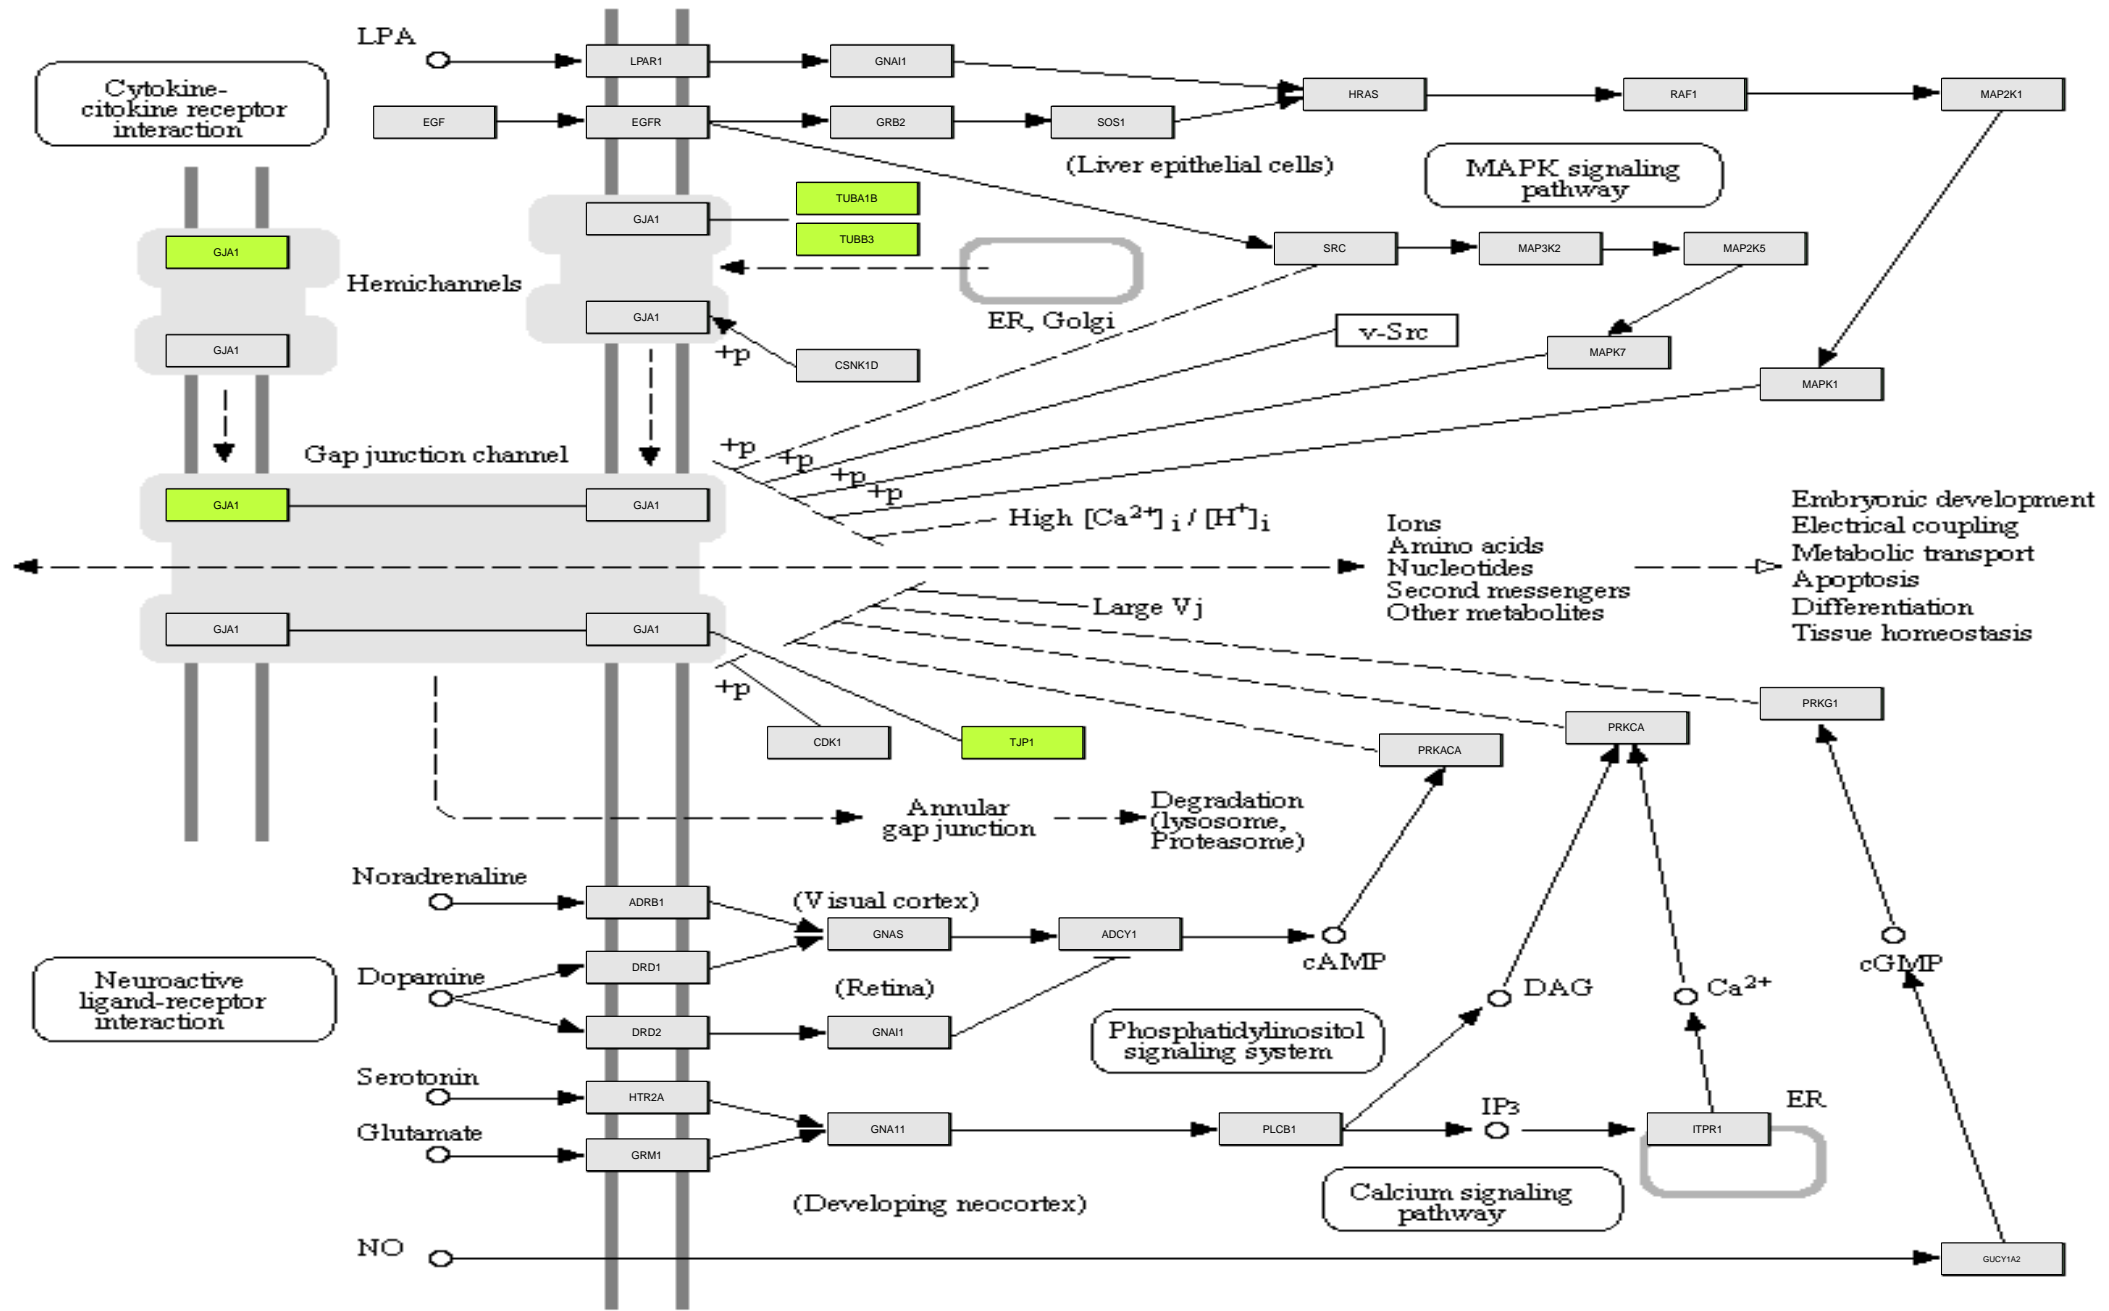 LPA
LPAR1
GNAI1
HRAS
RAF1
MAP2K1
Cytokine-
citokine receptor
interaction
EGF
EGFR
GRB2
SOS1
(Liver epithelial cells)
MAPK signaling
pathway
GJA1
TUBA1B
TUBB3
GJA1
SRC
MAP3K2
MAP2K5
Hemichannels
GJA1
ER, Golgi
v-Src
GJA1
+p
CSNK1D
MAPK7
MAPK1
Gap junction channel
+p
+p
+p
+p
GJA1
GJA1
High [Ca2+] i / [H+]i
Ions
Amino acids
Nucleotides
Second messengers
Other metabolites
Embryonic development
Electrical coupling
Metabolic transport
Apoptosis
Differentiation
Tissue homeostasis
Large Vj
GJA1
GJA1
+p
CDK1
TJP1
PRKACA
PRKCA
PRKG1
Annular
gap junction
Degradation
(lysosome,
Proteasome)
Noradrenaline
ADRB1
(Visual cortex)
GNAS
ADCY1
cAMP
cGMP
Neuroactive
ligand-receptor
interaction
Dopamine
DRD1
(Retina)
DAG
Ca2+
DRD2
GNAI1
Phosphatidylinositol
signaling system
Serotonin
HTR2A
Glutamate
GRM1
GNA11
PLCB1
IP3
ITPR1
ER
(Developing neocortex)
Calcium signaling
pathway
NO
GUCY1A2